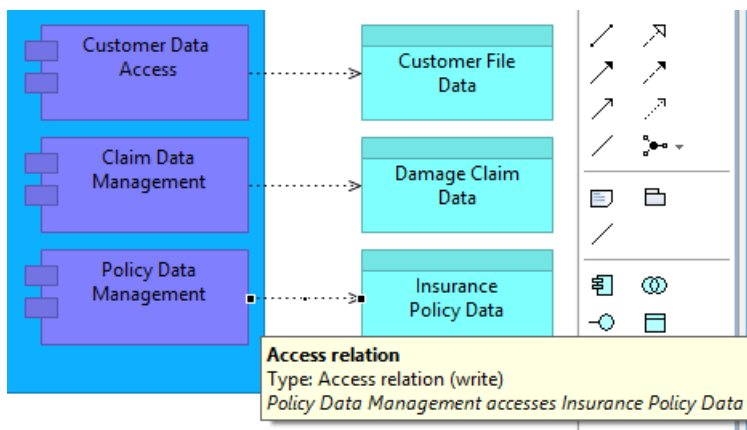 Customer Data
Access
Customer File
Data
Claim Data
Management
Damage Claim
Data
Policy Data
Management
Insurance
Policy Data
Access relation
Type: Access relation (write)
Policy Data Management accesses Insurance Policy Data